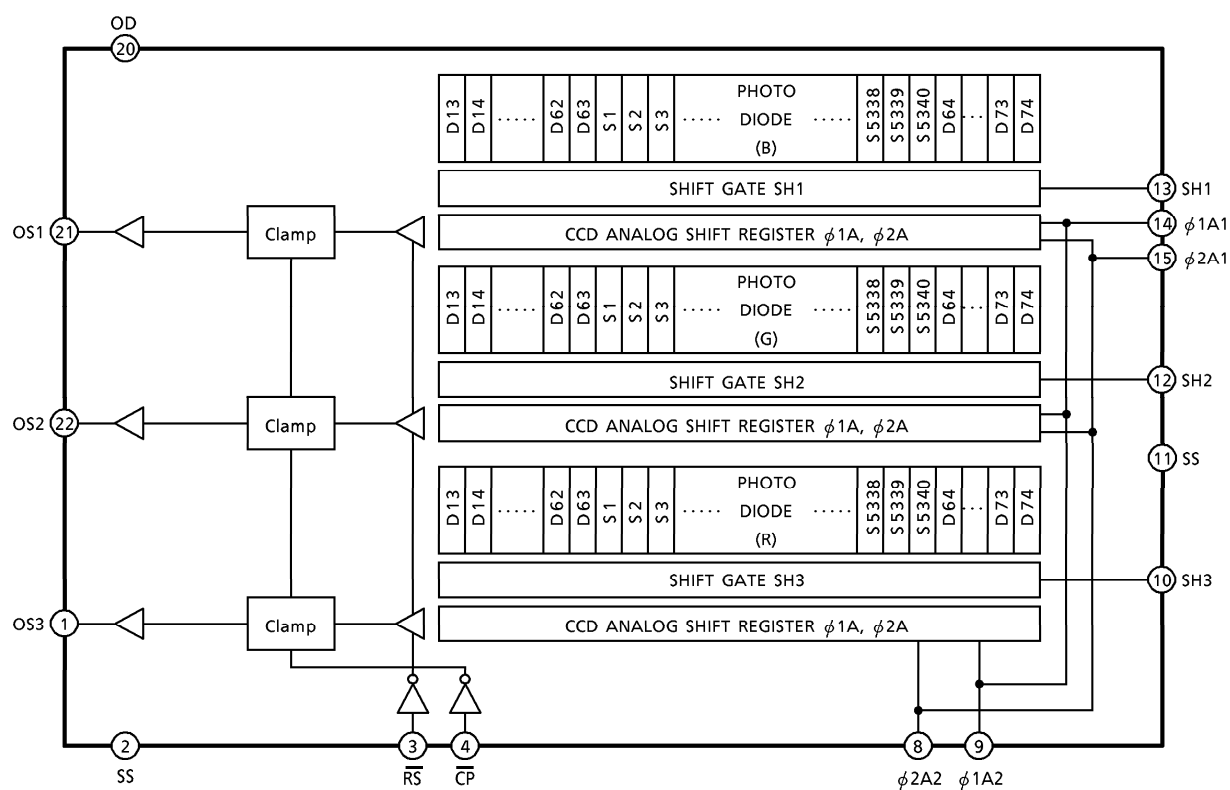 OD
20
D13 D14 ····· D62 D63 S1 S2 S3 ····· PHOTO DIODE (B) ····· S5338 S5339 S5340 D64 ··· D73 D74
SHIFT GATE SH1
13 SH1
OS1 21
Clamp
CCD ANALOG SHIFT REGISTER ϕ1A, ϕ2A
14 ϕ1A1
15 ϕ2A1
D13 D14 ····· D62 D63 S1 S2 S3 ····· PHOTO DIODE (G) ····· S5338 S5339 S5340 D64 ··· D73 D74
SHIFT GATE SH2
12 SH2
OS2 22
Clamp
CCD ANALOG SHIFT REGISTER ϕ1A, ϕ2A
11 SS
D13 D14 ····· D62 D63 S1 S2 S3 ····· PHOTO DIODE (R) ····· S5338 S5339 S5340 D64 ··· D73 D74
SHIFT GATE SH3
10 SH3
OS3 1
Clamp
CCD ANALOG SHIFT REGISTER ϕ1A, ϕ2A
2 3 4 8 9
SS R̅S̅ C̅P̅ ϕ2A2 ϕ1A2